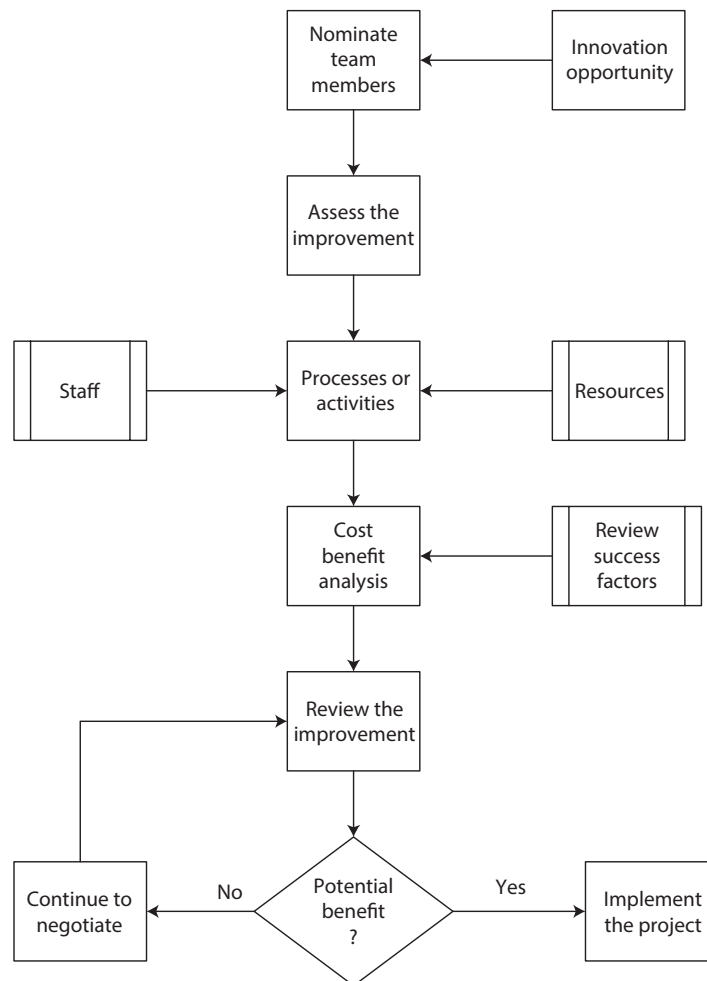 Nominate
team
members
Innovation
opportunity
Assess the
improvement
Staff
Processes or
activities
Resources
Cost
benefit
analysis
Review
success
factors
Review the
improvement
Continue to
negotiate
No
Potential
benefit
?
Yes
Implement
the project